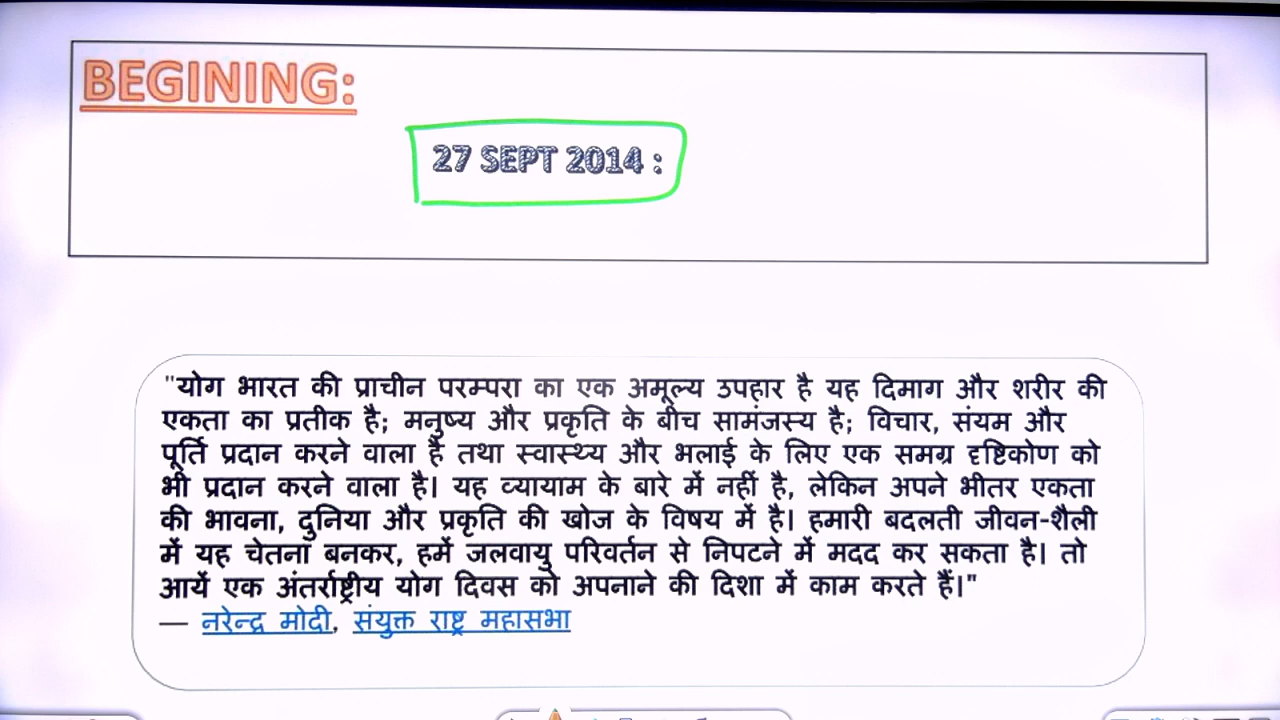 BEGINING:
27 SEPT 2014 :
"योग भारत की प्राचीन परम्परा का एक अमूल्य उपहार है यह दिमाग और शरीर की
एकता का प्रतीक है; मनुष्य और प्रकृति के बीच सामंजस्य है; विचार, संयम और
पूर्ति प्रदान करने वाला है तथा स्वास्थ्य और भलाई के लिए एक समग्र दृष्टिकोण को
भी प्रदान करने वाला है। यह व्यायाम के बारे में नहीं है, लेकिन अपने भीतर एकता
की भावना, दुनिया और प्रकृति की खोज के विषय में है। हमारी बदलती जीवन-शैली
में यह चेतना बनकर, हमें जलवायु परिवर्तन से निपटने में मदद कर सकता है। तो
आयें एक अंतर्राष्ट्रीय योग दिवस को अपनाने की दिशा में काम करते हैं।"
— नरेन्द्र मोदी, संयुक्त राष्ट्र महासभा